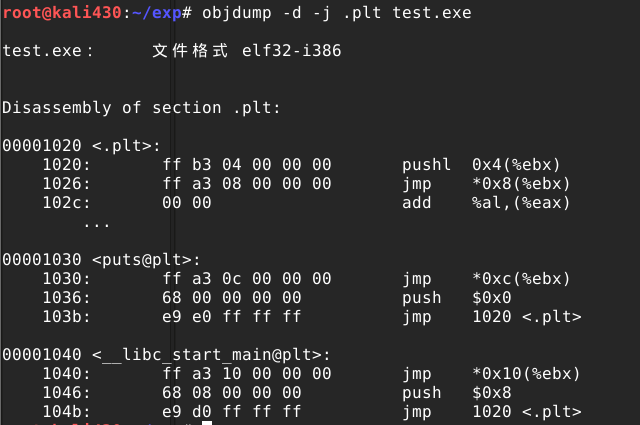 root@kali430:~/exp# objdump -d -j .plt test.exe
test.exe：     文件格式 elf32-i386
Disassembly of section .plt:
00001020 <.plt>:
    1020:       ff b3 04 00 00 00       pushl  0x4(%ebx)
    1026:       ff a3 08 00 00 00       jmp    *0x8(%ebx)
    102c:       00 00                   add    %al,(%eax)
        ...
00001030 <puts@plt>:
    1030:       ff a3 0c 00 00 00       jmp    *0xc(%ebx)
    1036:       68 00 00 00 00          push   $0x0
    103b:       e9 e0 ff ff ff          jmp    1020 <.plt>
00001040 <__libc_start_main@plt>:
    1040:       ff a3 10 00 00 00       jmp    *0x10(%ebx)
    1046:       68 08 00 00 00          push   $0x8
    104b:       e9 d0 ff ff ff          jmp    1020 <.plt>